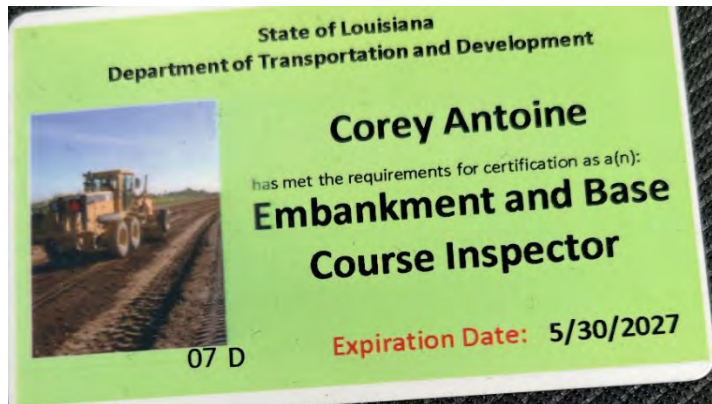 State of Louisiana
Department of Transportation and Development
Corey Antoine
has met the requirements for certification as a(n):
Embankment and Base
Course Inspector
Expiration Date: 5/30/2027
07 D